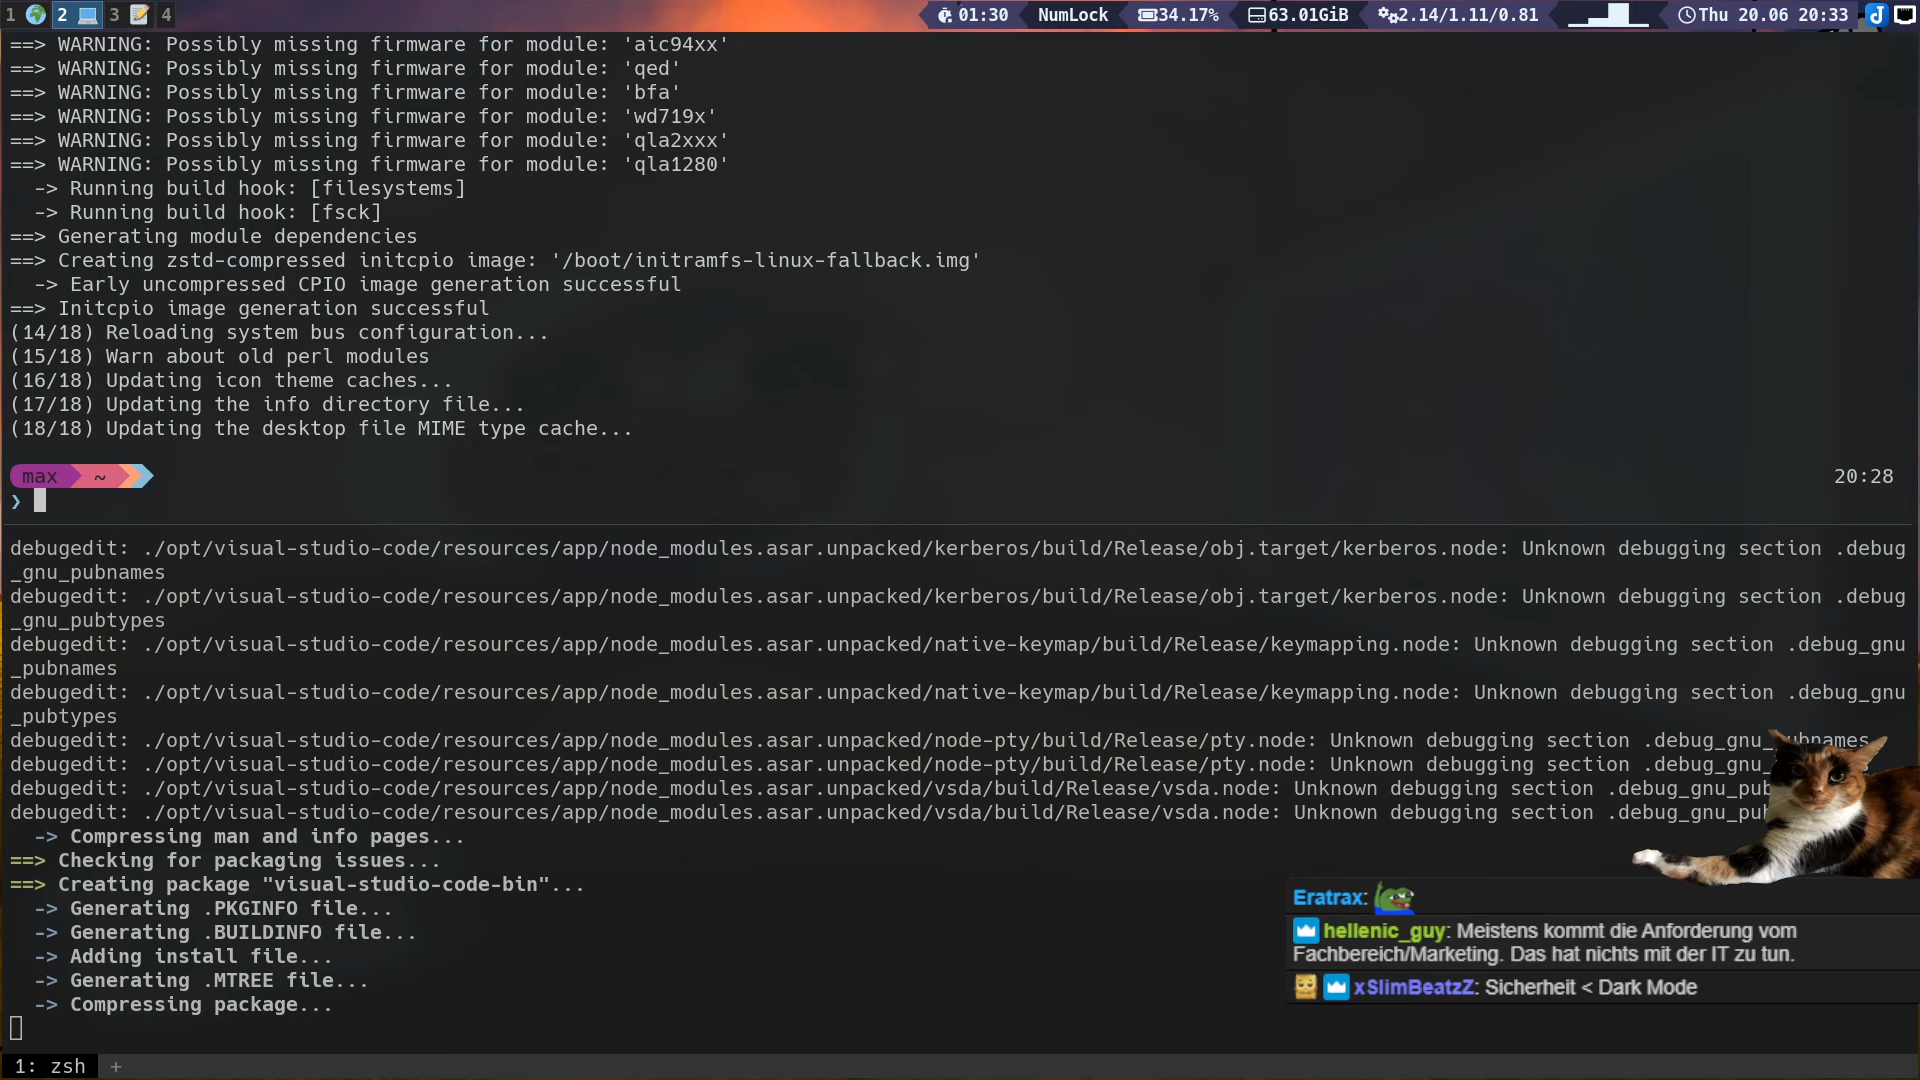 1 2 3 4 01:30 NumLock 34.17% 63.01GiB 2.14/1.11/0.81 Thu 20.06 20:33
==> WARNING: Possibly missing firmware for module: 'aic94xx'
==> WARNING: Possibly missing firmware for module: 'qed'
==> WARNING: Possibly missing firmware for module: 'bfa'
==> WARNING: Possibly missing firmware for module: 'wd719x'
==> WARNING: Possibly missing firmware for module: 'qla2xxx'
==> WARNING: Possibly missing firmware for module: 'qla1280'
-> Running build hook: [filesystems]
-> Running build hook: [fsck]
==> Generating module dependencies
==> Creating zstd-compressed initcpio image: '/boot/initramfs-linux-fallback.img'
-> Early uncompressed CPIO image generation successful
==> Initcpio image generation successful
(14/18) Reloading system bus configuration...
(15/18) Warn about old perl modules
(16/18) Updating icon theme caches...
(17/18) Updating the info directory file...
(18/18) Updating the desktop file MIME type cache...
max ~ 20:28
❯
debugedit: ./opt/visual-studio-code/resources/app/node_modules.asar.unpacked/kerberos/build/Release/obj.target/kerberos.node: Unknown debugging section .debug
_gnu_pubnames
debugedit: ./opt/visual-studio-code/resources/app/node_modules.asar.unpacked/kerberos/build/Release/obj.target/kerberos.node: Unknown debugging section .debug
_gnu_pubtypes
debugedit: ./opt/visual-studio-code/resources/app/node_modules.asar.unpacked/native-keymap/build/Release/keymapping.node: Unknown debugging section .debug_gnu
_pubnames
debugedit: ./opt/visual-studio-code/resources/app/node_modules.asar.unpacked/native-keymap/build/Release/keymapping.node: Unknown debugging section .debug_gnu
_pubtypes
debugedit: ./opt/visual-studio-code/resources/app/node_modules.asar.unpacked/node-pty/build/Release/pty.node: Unknown debugging section .debug_gnu_pubnames
debugedit: ./opt/visual-studio-code/resources/app/node_modules.asar.unpacked/node-pty/build/Release/pty.node: Unknown debugging section .debug_gnu_
debugedit: ./opt/visual-studio-code/resources/app/node_modules.asar.unpacked/vsda/build/Release/vsda.node: Unknown debugging section .debug_gnu_pu
debugedit: ./opt/visual-studio-code/resources/app/node_modules.asar.unpacked/vsda/build/Release/vsda.node: Unknown debugging section .debug_gnu_pu
-> Compressing man and info pages...
==> Checking for packaging issues...
==> Creating package "visual-studio-code-bin"...
-> Generating .PKGINFO file...
-> Generating .BUILDINFO file...
-> Adding install file...
-> Generating .MTREE file...
-> Compressing package...
Eratrax:
hellenic_guy: Meistens kommt die Anforderung vom
Fachbereich/Marketing. Das hat nichts mit der IT zu tun.
xSlimBeatzZ: Sicherheit < Dark Mode
1: zsh +